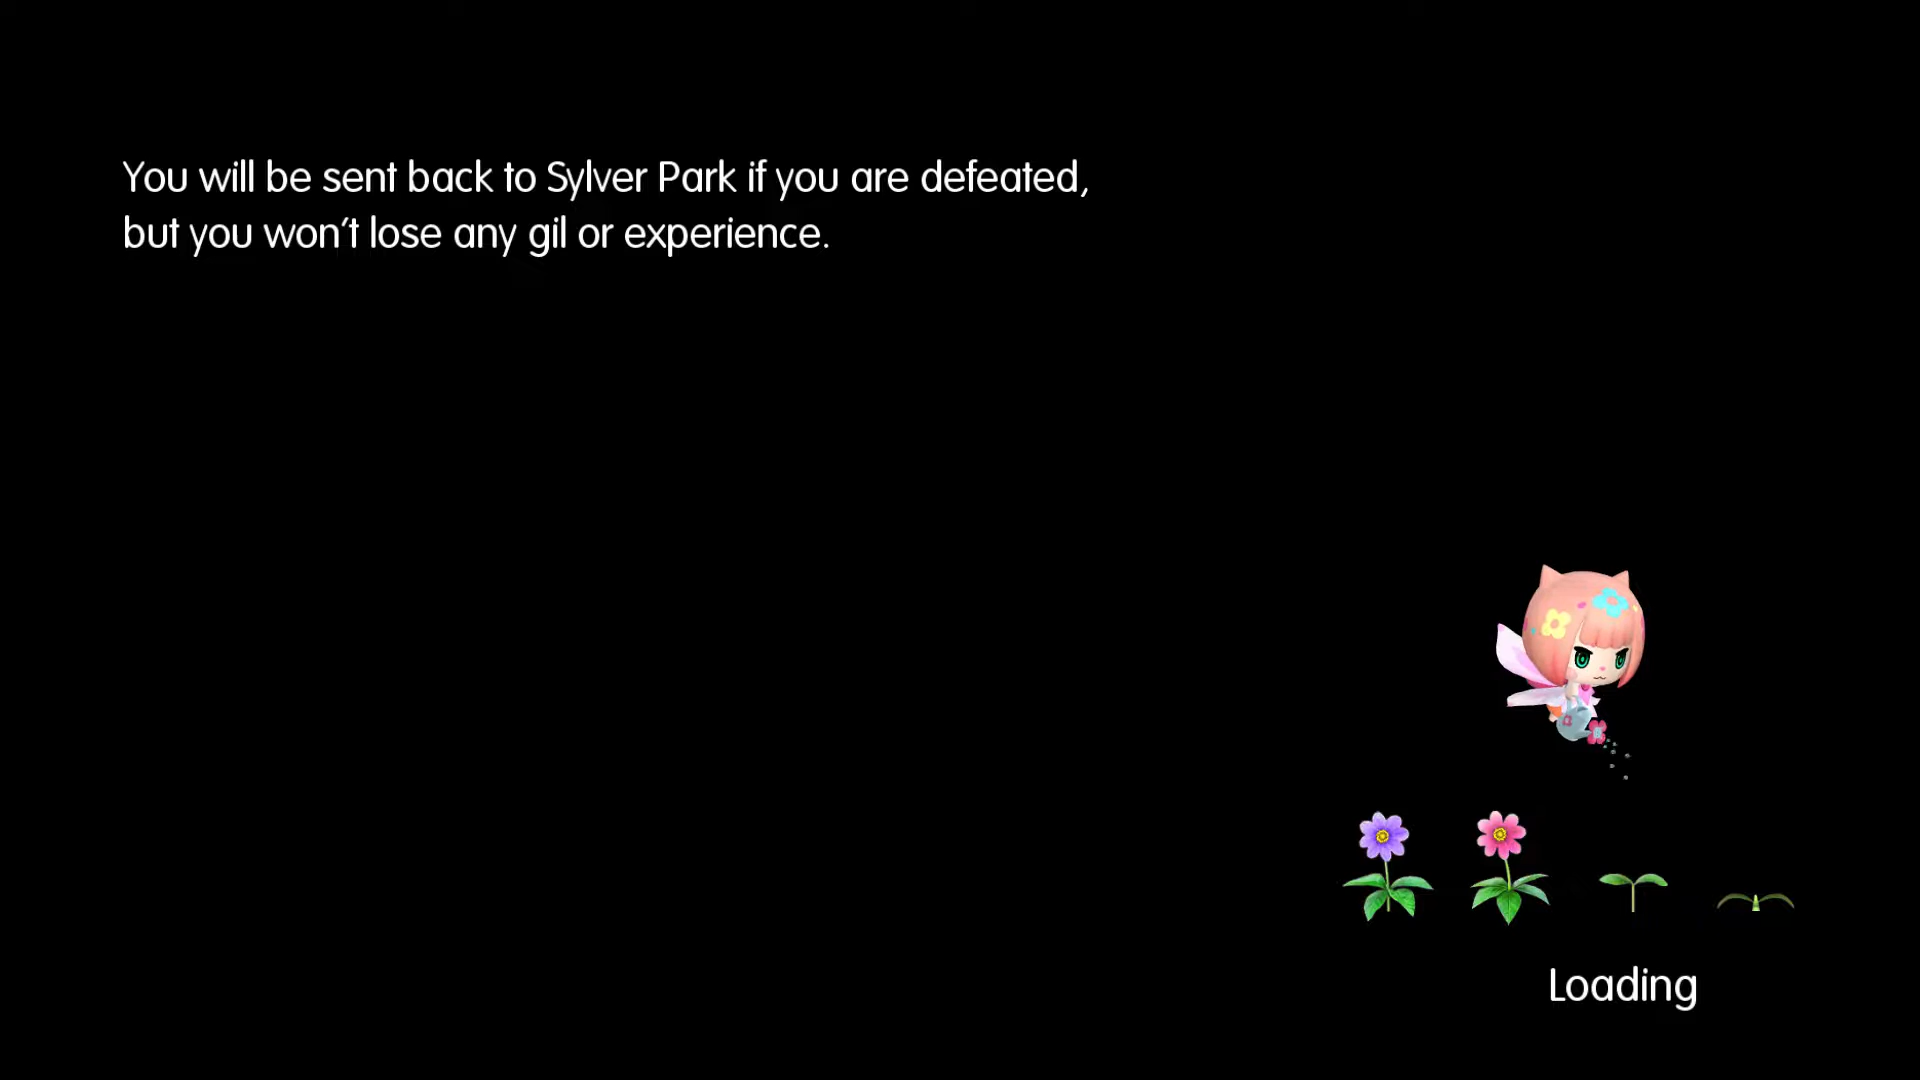 You will be sent back to Sylver Park if you are defeated,
but you won't lose any gil or experience.
Loading